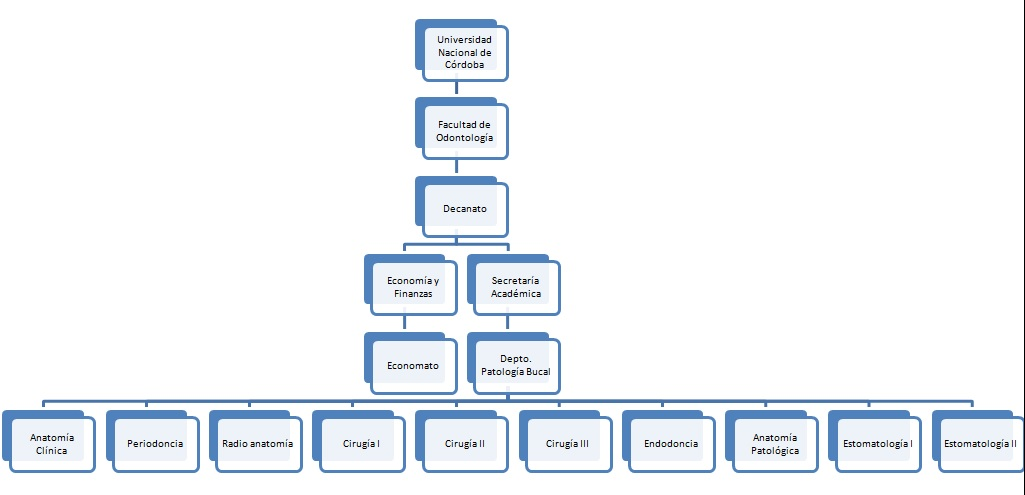 Universidad
Nacional de
Córdoba
Facultad de
Odontología
Decanato
Economía y
Finanzas
Secretaría
Académica
Economato
Depto.
Patología Bucal
Anatomía
Clínica
Periodoncia
Radio anatomía
Cirugía I
Cirugía II
Cirugía III
Endodoncia
Anatomía
Patológica
Estomatología I
Estomatología II